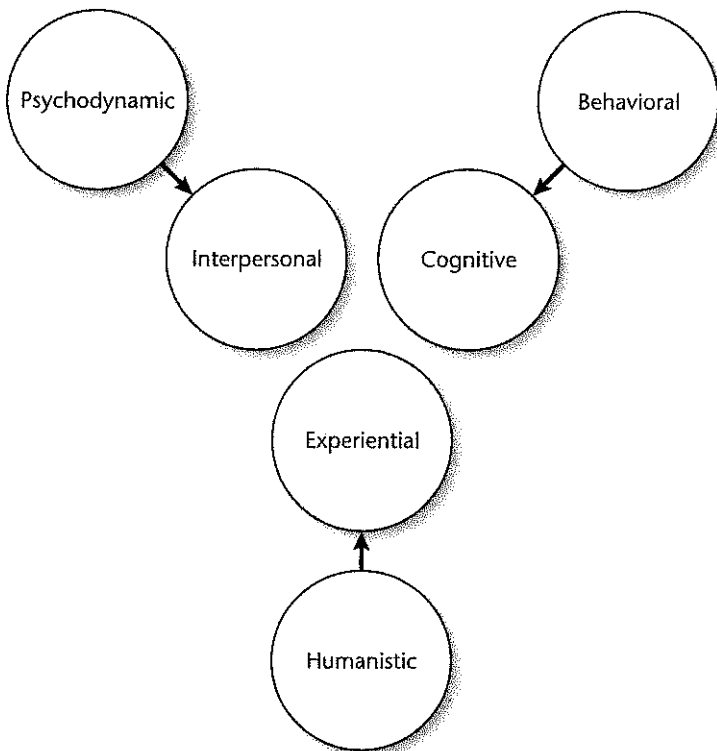 Psychodynamic
Behavioral
Interpersonal
Cognitive
Experiential
Humanistic